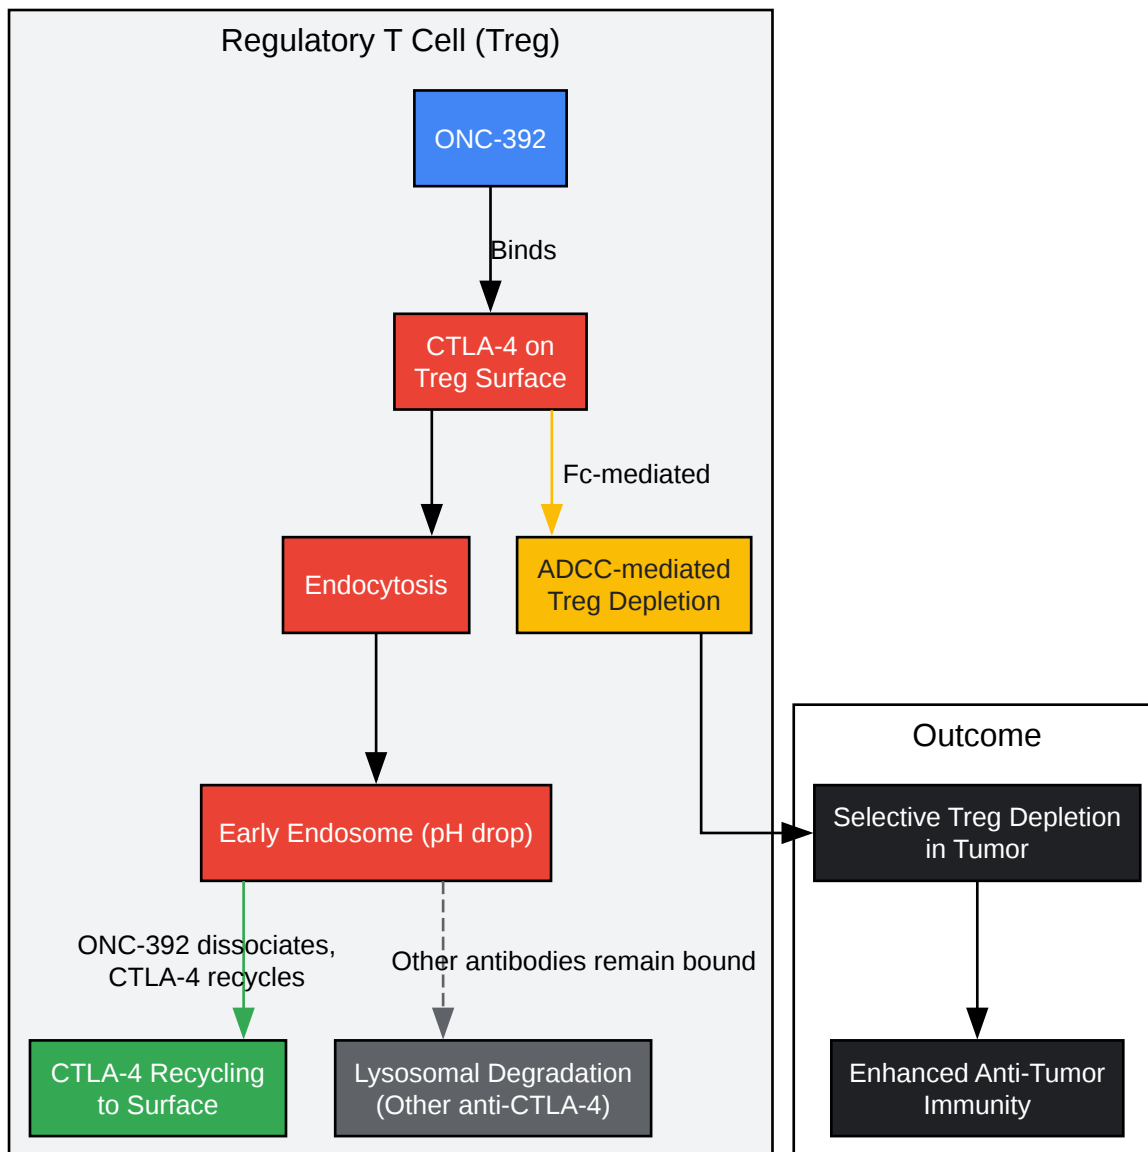 Regulatory T Cell (Treg)
ONC-392
Binds
CTLA-4 on
Treg Surface
Fc-mediated
Endocytosis
ADCC-mediated
Treg Depletion
Outcome
Early Endosome (pH drop)
Selective Treg Depletion
in Tumor
ONC-392 dissociates,
CTLA-4 recycles
Other antibodies remain bound
CTLA-4 Recycling
to Surface
Lysosomal Degradation
(Other anti-CTLA-4)
Enhanced Anti-Tumor
Immunity